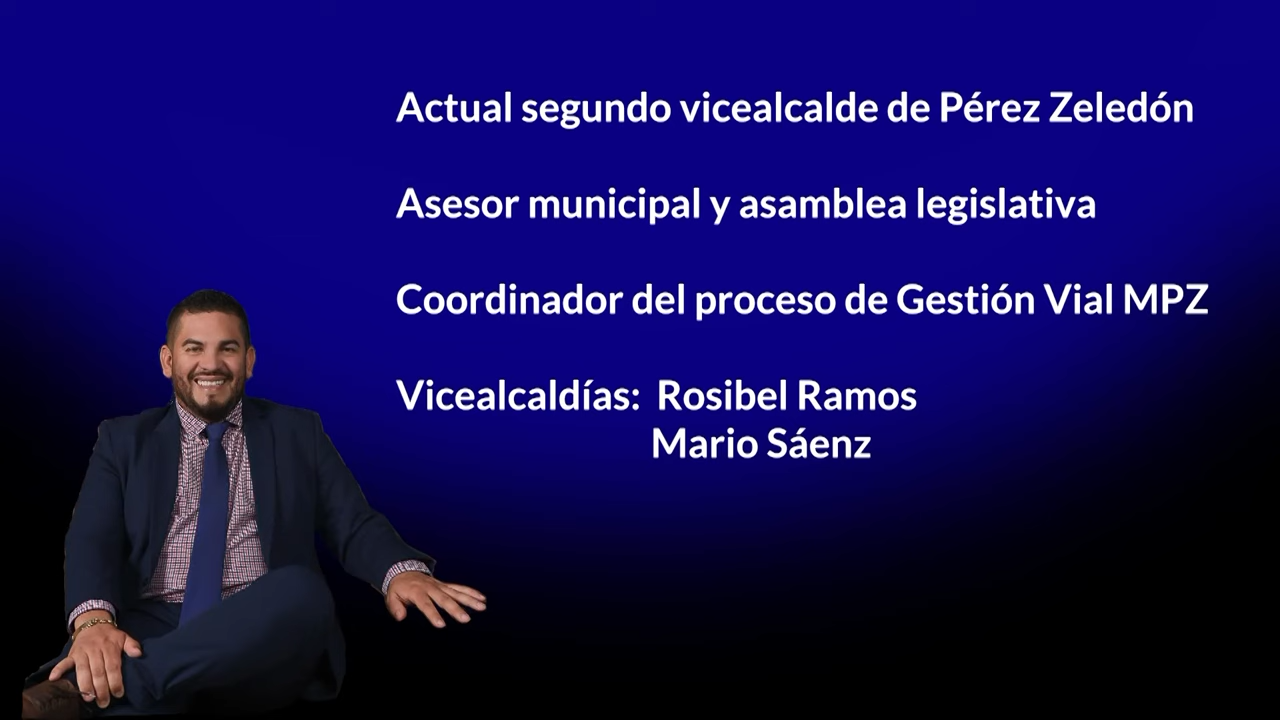 Actual segundo vicealcalde de Pérez Zeledón
Asesor municipal y asamblea legislativa
Coordinador del proceso de Gestión Vial MPZ
Vicealcaldías: Rosibel Ramos
Mario Sáenz